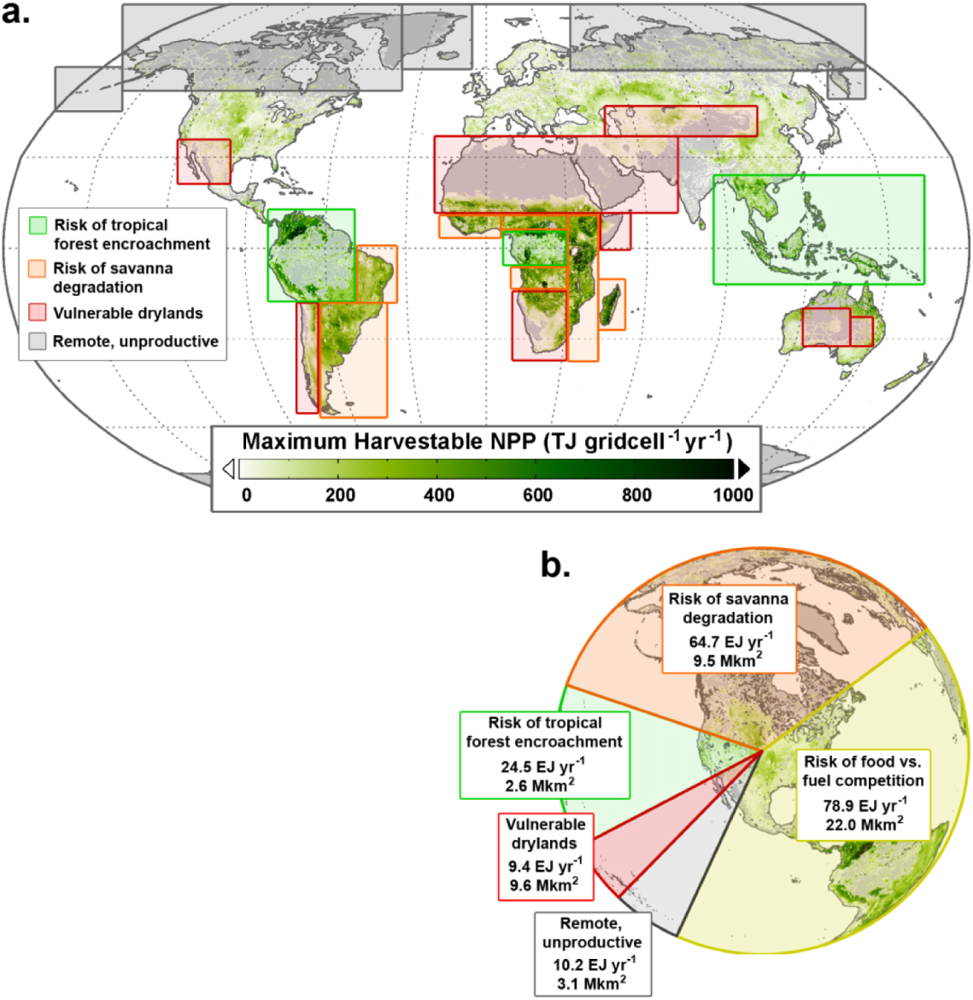 a.
Risk of tropical
forest encroachment
Risk of savanna
degradation
Vulnerable drylands
Remote, unproductive
Maximum Harvestable NPP (TJ gridcell⁻¹ yr⁻¹)
0 200 400 600 800 1000
b.
Risk of savanna
degradation
64.7 EJ yr⁻¹
9.5 Mkm²
Risk of tropical
forest encroachment
24.5 EJ yr⁻¹
2.6 Mkm²
Risk of food vs.
fuel competition
78.9 EJ yr⁻¹
22.0 Mkm²
Vulnerable
drylands
9.4 EJ yr⁻¹
9.6 Mkm²
Remote,
unproductive
10.2 EJ yr⁻¹
3.1 Mkm²